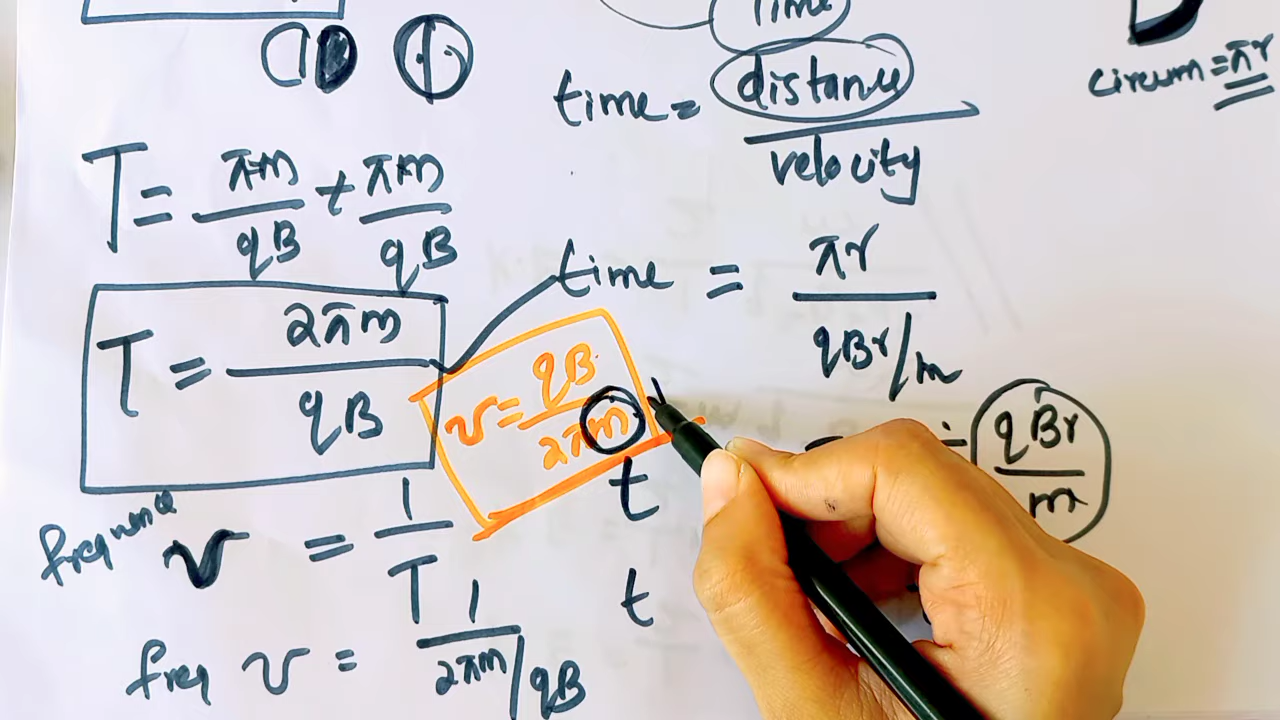 time
time = distance / velocity
circum = πr
T = πm/qB + πm/qB
time = πr / qBr/m
T = 2πm / qB
ν = qB / 2πm
= qBr / m
t
ν = 1 / T
t
freq ν = 1 / 2πm/qB